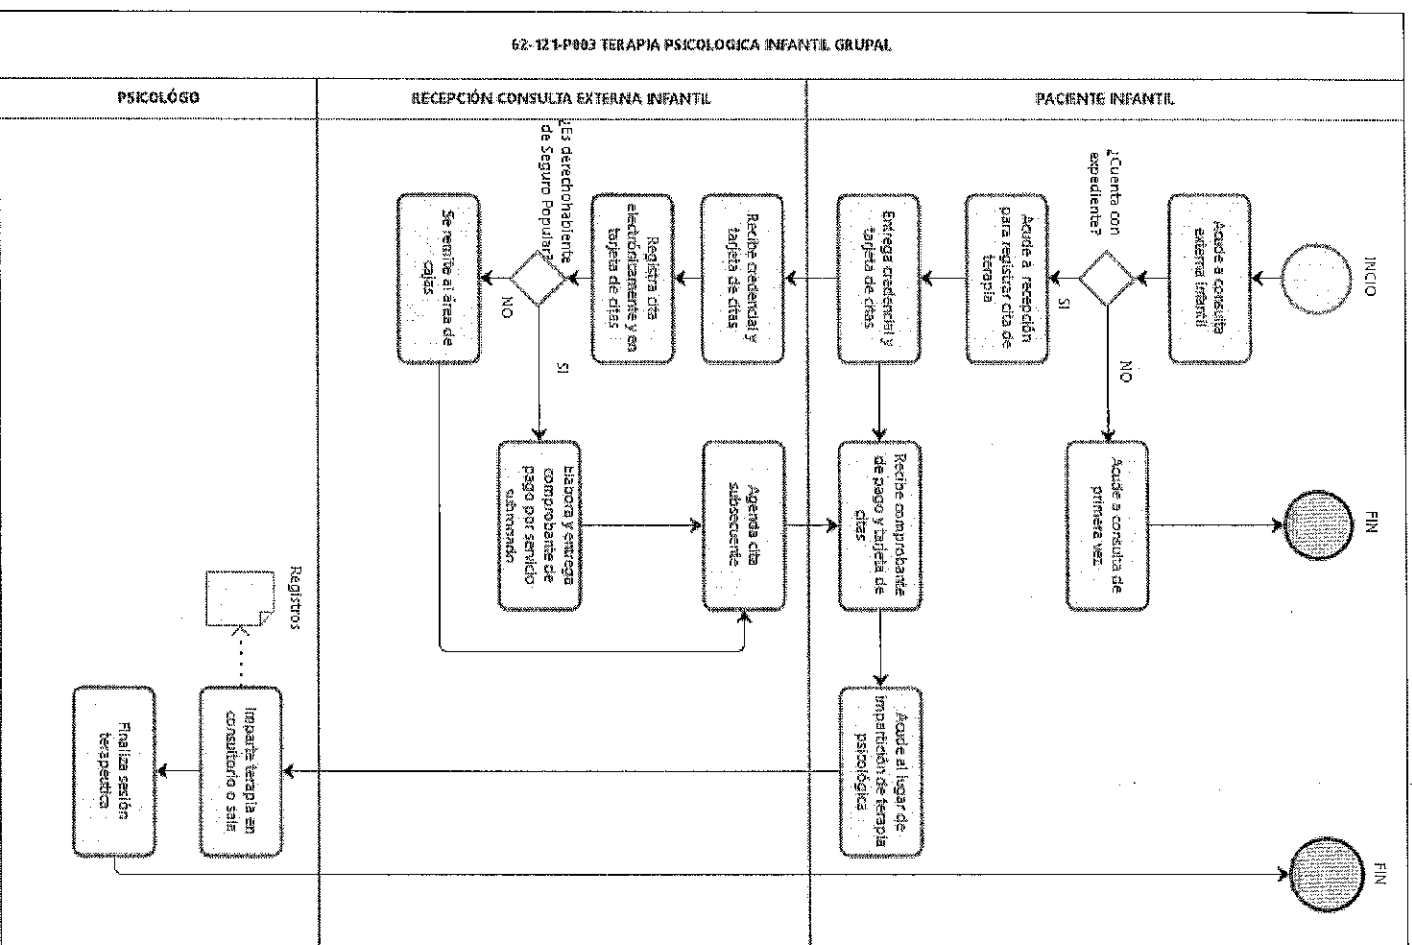 62-121-P003 TERAPIA PSICOLOGICA INFANTIL GRUPAL
PACIENTE INFANTIL
RECEPCIÓN CONSULTA EXTERNA INFANTIL
PSICOLÓGO
INCIO
Acude a consulta
externa infantil
¿Cuenta con
expediente?
SI
NO
Acude a consulta de
primera vez
FIN
Acude a recepción
para registrar cita de
terapia
Entrega credencial y
tarjeta de citas
Recibe credencial y
tarjeta de citas
Registra cita
electrónicamente y en
tarjeta de citas
¿Es derechohabiente
de Seguro Popular?
NO
SI
Se remite al área de
cajas
Elabora y entrega
comprobante de
pago por servicio
subrogado
Agenda cita
subsecuente
Recibe comprobante
de pago y tarjeta de
citas
Acude al lugar de
impartición de terapia
psicológica
Imparte terapia en
consultorio o sala
Registros
Finaliza sesión
terapéutica
FIN